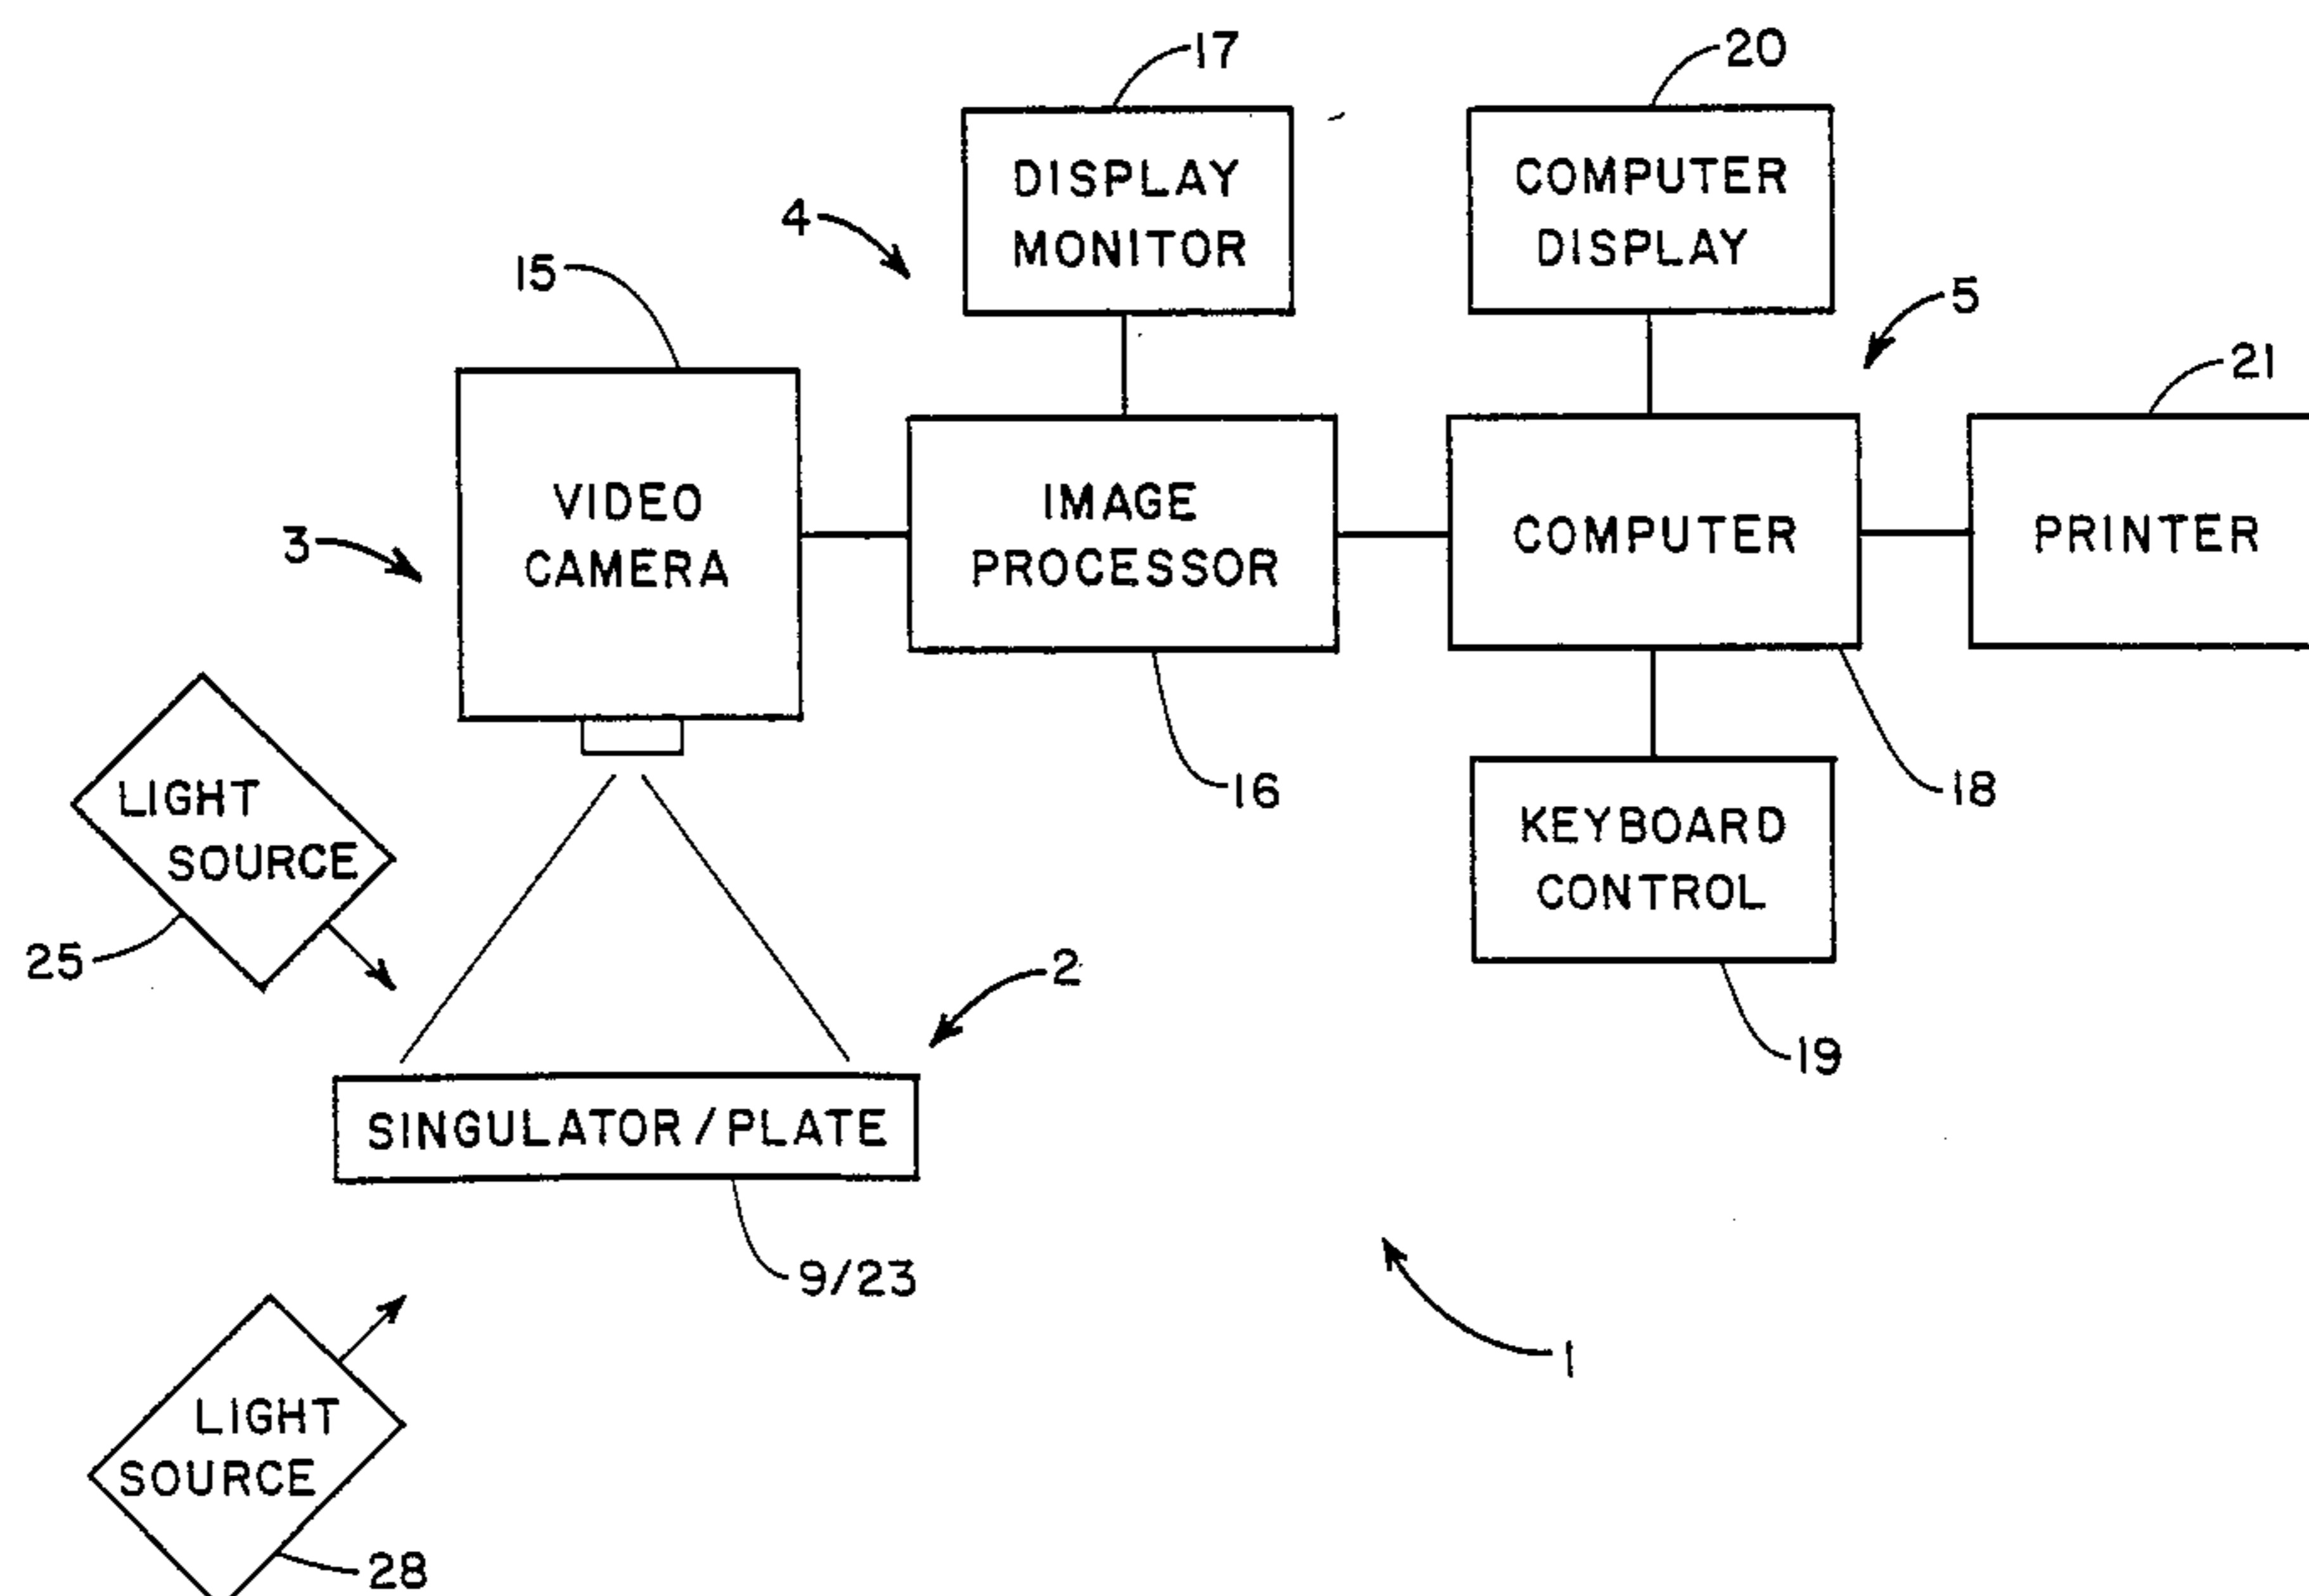 17
20
DISPLAY
MONITOR
COMPUTER
DISPLAY
4
15
5
21
3
VIDEO
CAMERA
IMAGE
PROCESSOR
COMPUTER
PRINTER
16
18
LIGHT
SOURCE
KEYBOARD
CONTROL
25
2
19
SINGULATOR/PLATE
9/23
1
LIGHT
SOURCE
28